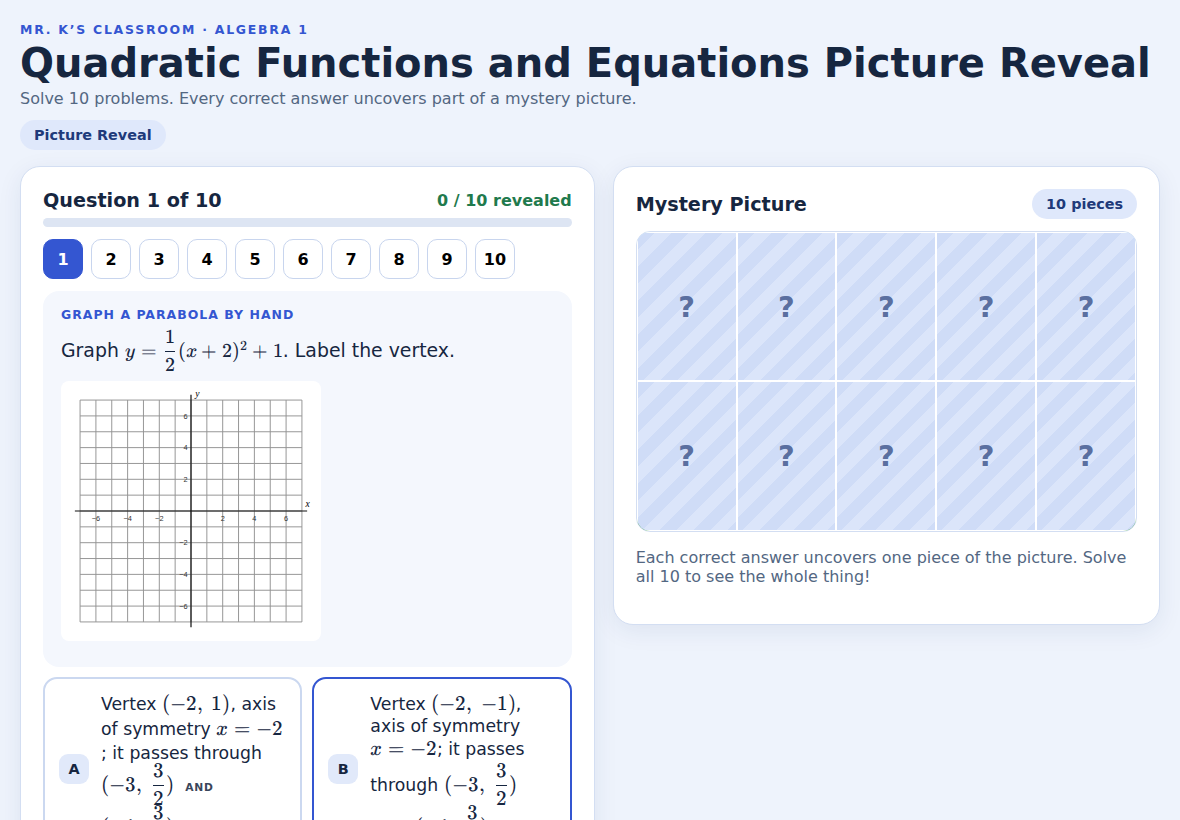 MR. K’S CLASSROOM · ALGEBRA 1
Quadratic Functions and Equations Picture Reveal
Solve 10 problems. Every correct answer uncovers part of a mystery picture.
Picture Reveal
Question 1 of 10
0 / 10 revealed
1 2 3 4 5 6 7 8 9 10
GRAPH A PARABOLA BY HAND
Graph y = 1/2(x + 2)² + 1. Label the vertex.
y
6
4
2
x
−6 −4 −2 2 4 6
−2
−4
−6
A
Vertex (−2, 1), axis
of symmetry x = −2
; it passes through
(−3, 3/2) AND
B
Vertex (−2, −1),
axis of symmetry
x = −2; it passes
through (−3, 3/2)
Mystery Picture
10 pieces
? ? ? ? ?
? ? ? ? ?
Each correct answer uncovers one piece of the picture. Solve
all 10 to see the whole thing!